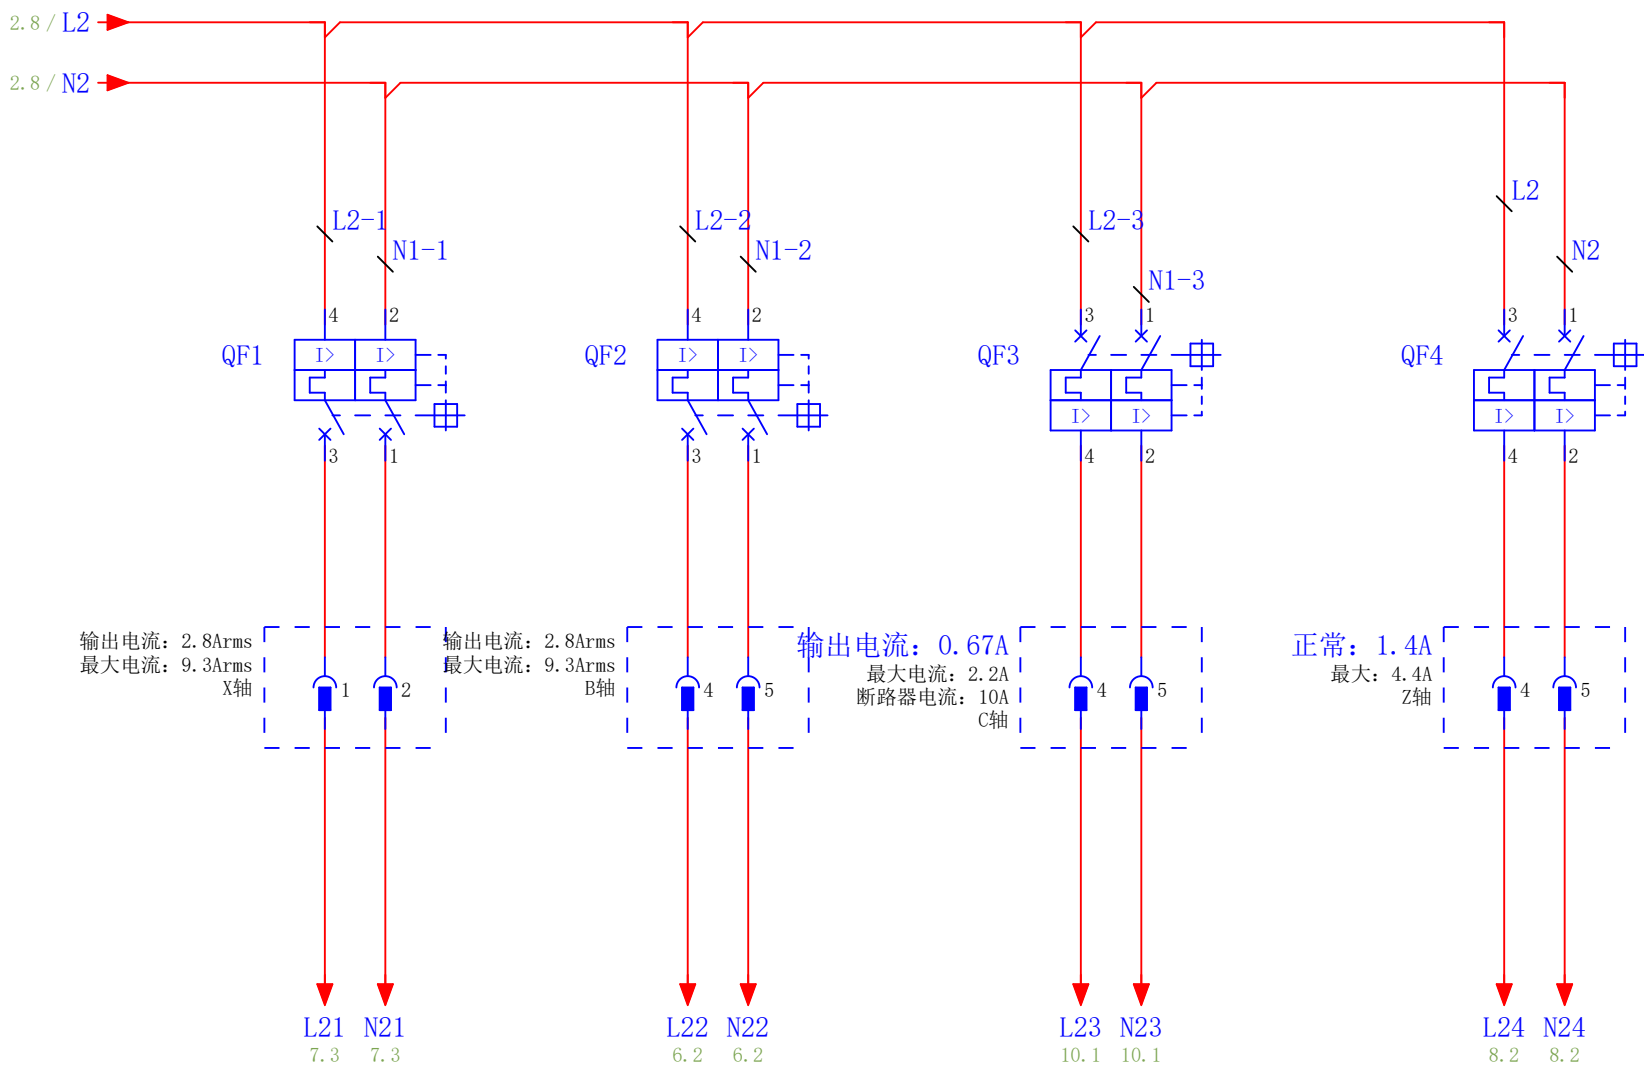 2.8/L2
2.8/N2
L2-1
N1-1
L2-2
N1-2
L2-3
N1-3
L2
N2
4
2
4
2
3
1
3
1
QF1
I>
I>
QF2
I>
I>
QF3
I>
I>
QF4
I>
I>
3
1
3
1
4
2
4
2
输出电流: 2.8Arms
最大电流: 9.3Arms
X轴
1
2
输出电流: 2.8Arms
最大电流: 9.3Arms
B轴
4
5
输出电流: 0.67A
最大电流: 2.2A
断路器电流: 10A
C轴
4
5
正常: 1.4A
最大: 4.4A
Z轴
4
5
L21
7.3
N21
7.3
L22
6.2
N22
6.2
L23
10.1
N23
10.1
L24
8.2
N24
8.2